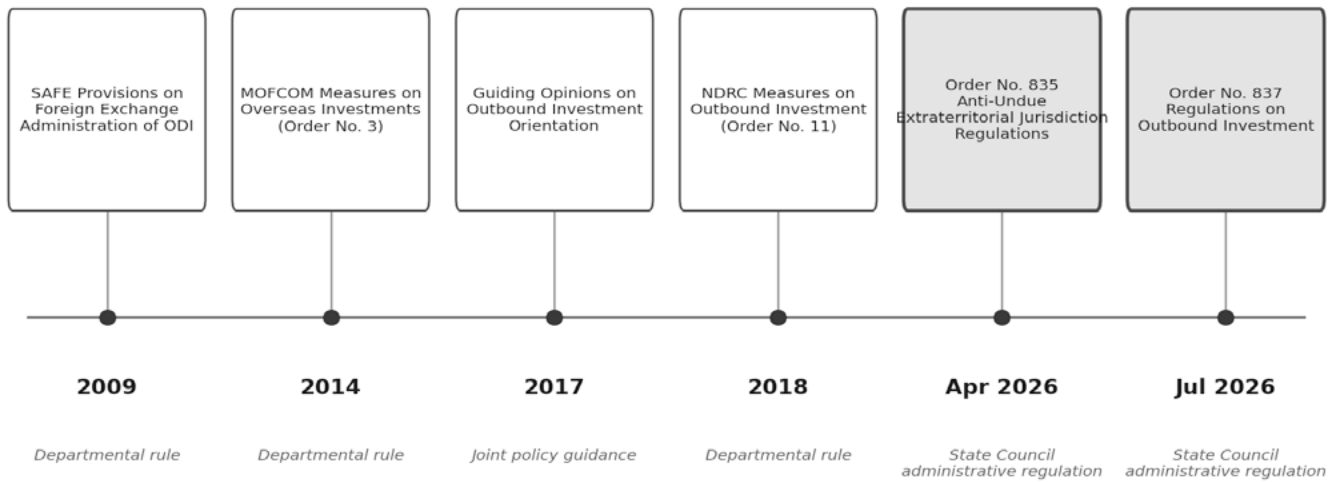 SAFE Provisions on
Foreign Exchange
Administration of ODI
MOFCOM Measures on
Overseas Investments
(Order No. 3)
Guiding Opinions on
Outbound Investment
Orientation
NDRC Measures on
Outbound Investment
(Order No. 11)
Order No. 835
Anti-Undue
Extraterritorial Jurisdiction
Regulations
Order No. 837
Regulations on
Outbound Investment
2009
2014
2017
2018
Apr 2026
Jul 2026
Departmental rule
Departmental rule
Joint policy guidance
Departmental rule
State Council
administrative regulation
State Council
administrative regulation